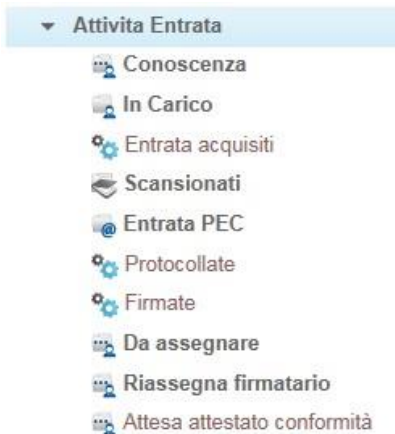 Attivita Entrata
Conoscenza
In Carico
Entrata acquisiti
Scansionati
Entrata PEC
Protocollate
Firmate
Da assegnare
Riassegna firmatario
Attesa attestato conformità